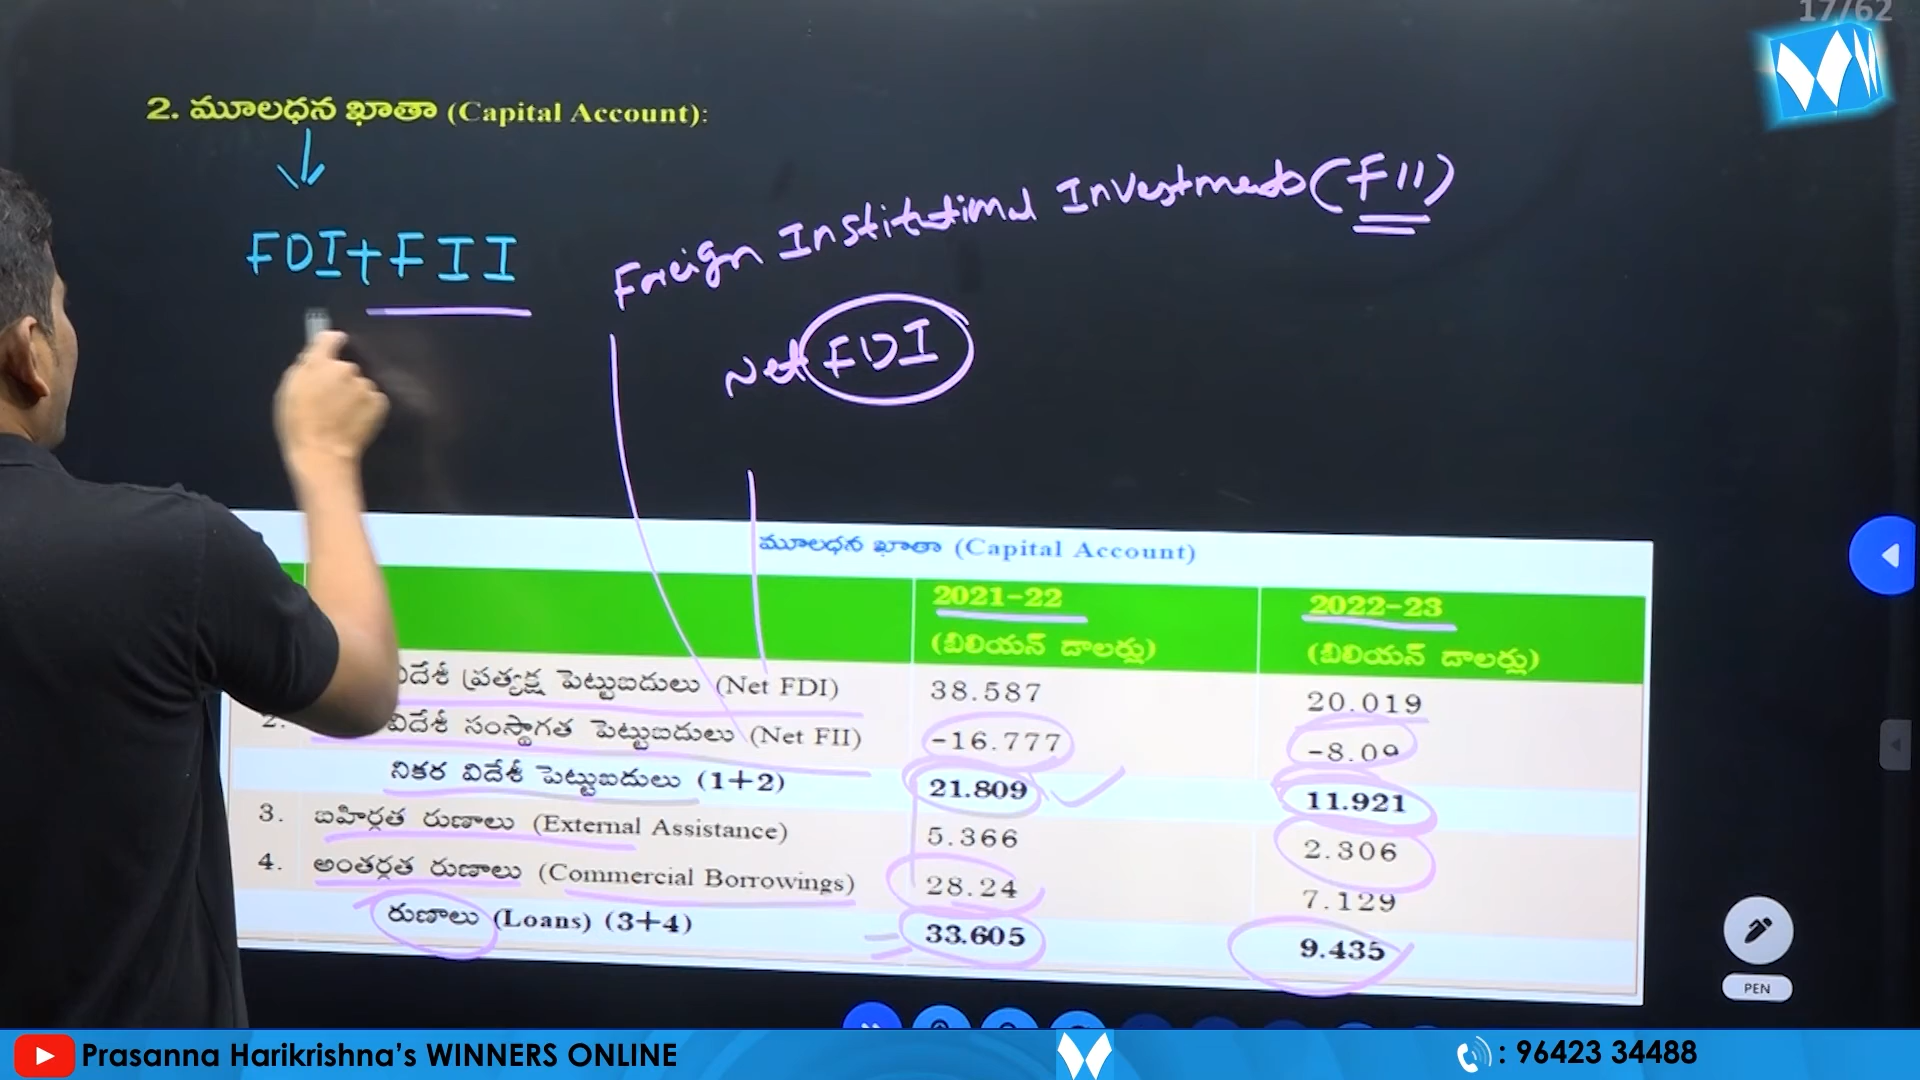 17/62
2. మూలధన ఖాతా (Capital Account):
FDI+FII
Foreign Institutional Investments (FII)
Net FDI
మూలధన ఖాతా (Capital Account)
2021-22 2022-23
(బిలియన్ డాలర్లు) (బిలియన్ డాలర్లు)
విదేశీ ప్రత్యక్ష పెట్టుబడులు (Net FDI) 38.587 20.019
2. విదేశీ సంస్థాగత పెట్టుబడులు (Net FII) -16.777 -8.09
నికర విదేశీ పెట్టుబడులు (1+2) 21.809 11.921
3. బహిర్గత రుణాలు (External Assistance) 5.366 2.306
4. అంతర్గత రుణాలు (Commercial Borrowings) 28.24 7.129
రుణాలు (Loans) (3+4) = 33.605 9.435
PEN
Prasanna Harikrishna's WINNERS ONLINE : 96423 34488